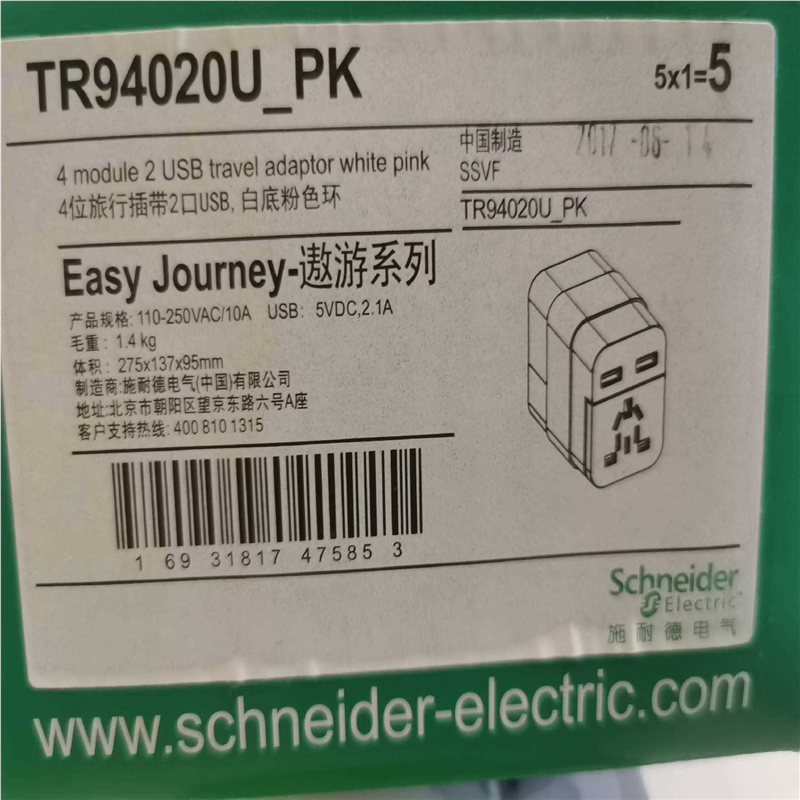 TR94020U_PK
5x1=5
4 module 2 USB travel adaptor white pink
4位旅行插带2口USB, 白底粉色环
中国制造 2017-06-14
SSVF
TR94020U_PK
Easy Journey-遨游系列
产品规格: 110-250VAC/10A USB: 5VDC,2.1A
毛重: 1.4 kg
体积: 275x137x95mm
制造商:施耐德电气(中国)有限公司
地址:北京市朝阳区望京东路六号A座
客户支持热线: 400 810 1315
1 69 31817 47585 3
Schneider
Electric
施耐德电气
www.schneider-electric.com